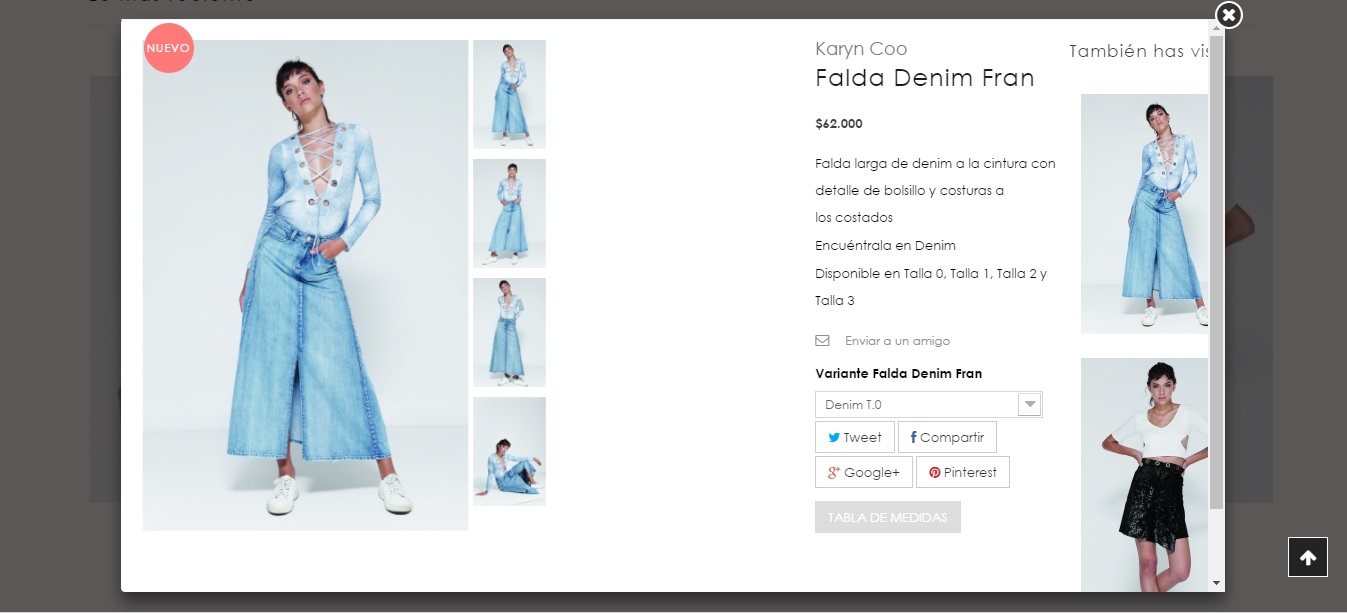 NUEVO
Karyn Coo
Falda Denim Fran
$62.000
Falda larga de denim a la cintura con
detalle de bolsillo y costuras a
los costados
Encuéntrala en Denim
Disponible en Talla 0, Talla 1, Talla 2 y
Talla 3
Enviar a un amigo
Variante Falda Denim Fran
Denim T.0
Tweet
Compartir
Google+
Pinterest
TABLA DE MEDIDAS
También has